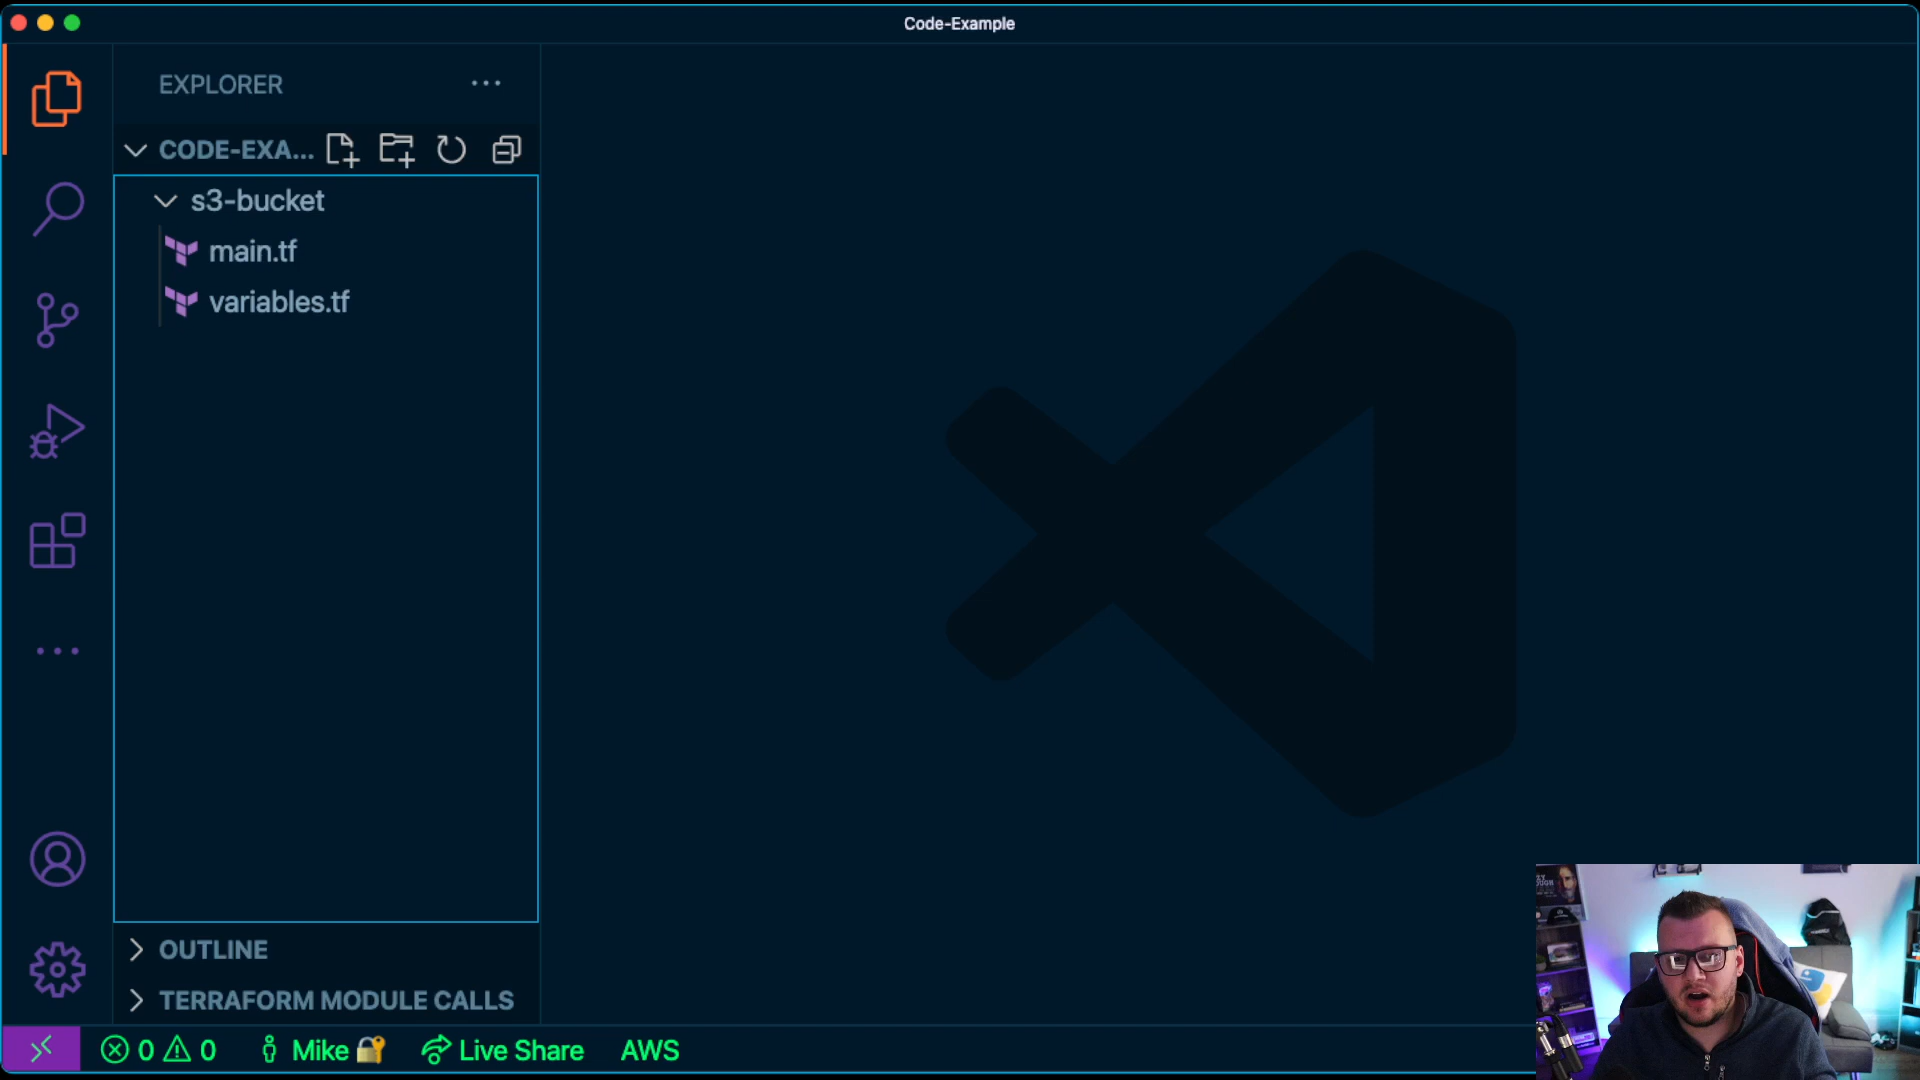 Code-Example
EXPLORER
CODE-EXA...
s3-bucket
main.tf
variables.tf
OUTLINE
TERRAFORM MODULE CALLS
0 0 Mike Live Share AWS